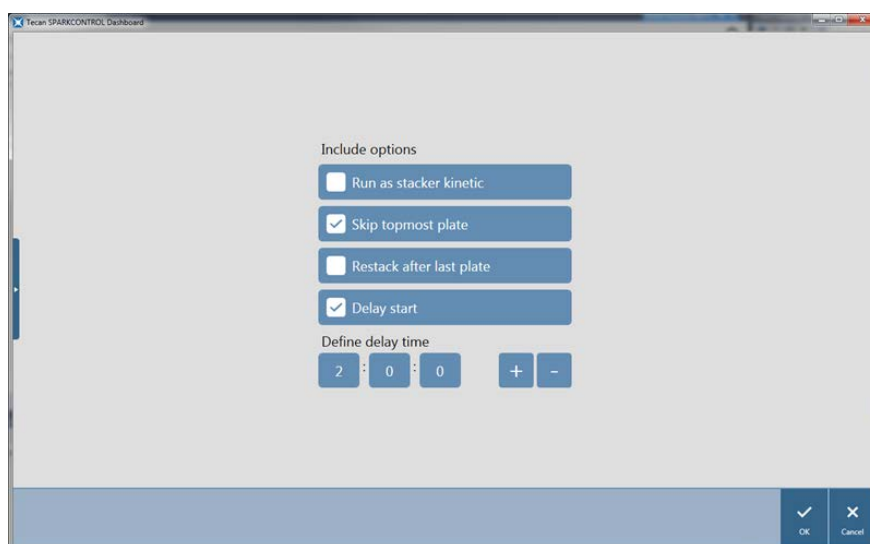 Tecan SPARKCONTROL Dashboard
Include options
Run as stacker kinetic
Skip topmost plate
Restack after last plate
Delay start
Define delay time
2 : 0 : 0 + -
OK Cancel